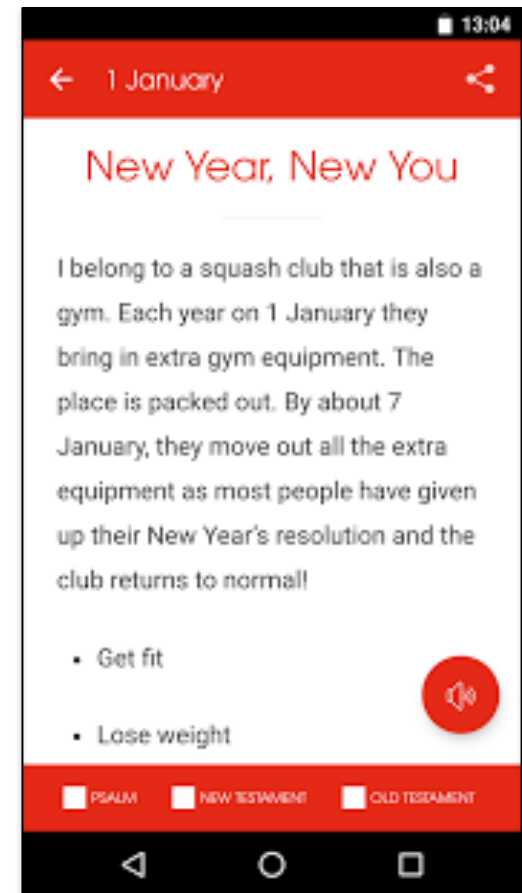 13:04
1 January
New Year, New You
I belong to a squash club that is also a
gym. Each year on 1 January they
bring in extra gym equipment. The
place is packed out. By about 7
January, they move out all the extra
equipment as most people have given
up their New Year's resolution and the
club returns to normal!
• Get fit
• Lose weight
PSALM NEW TESTAMENT OLD TESTAMENT